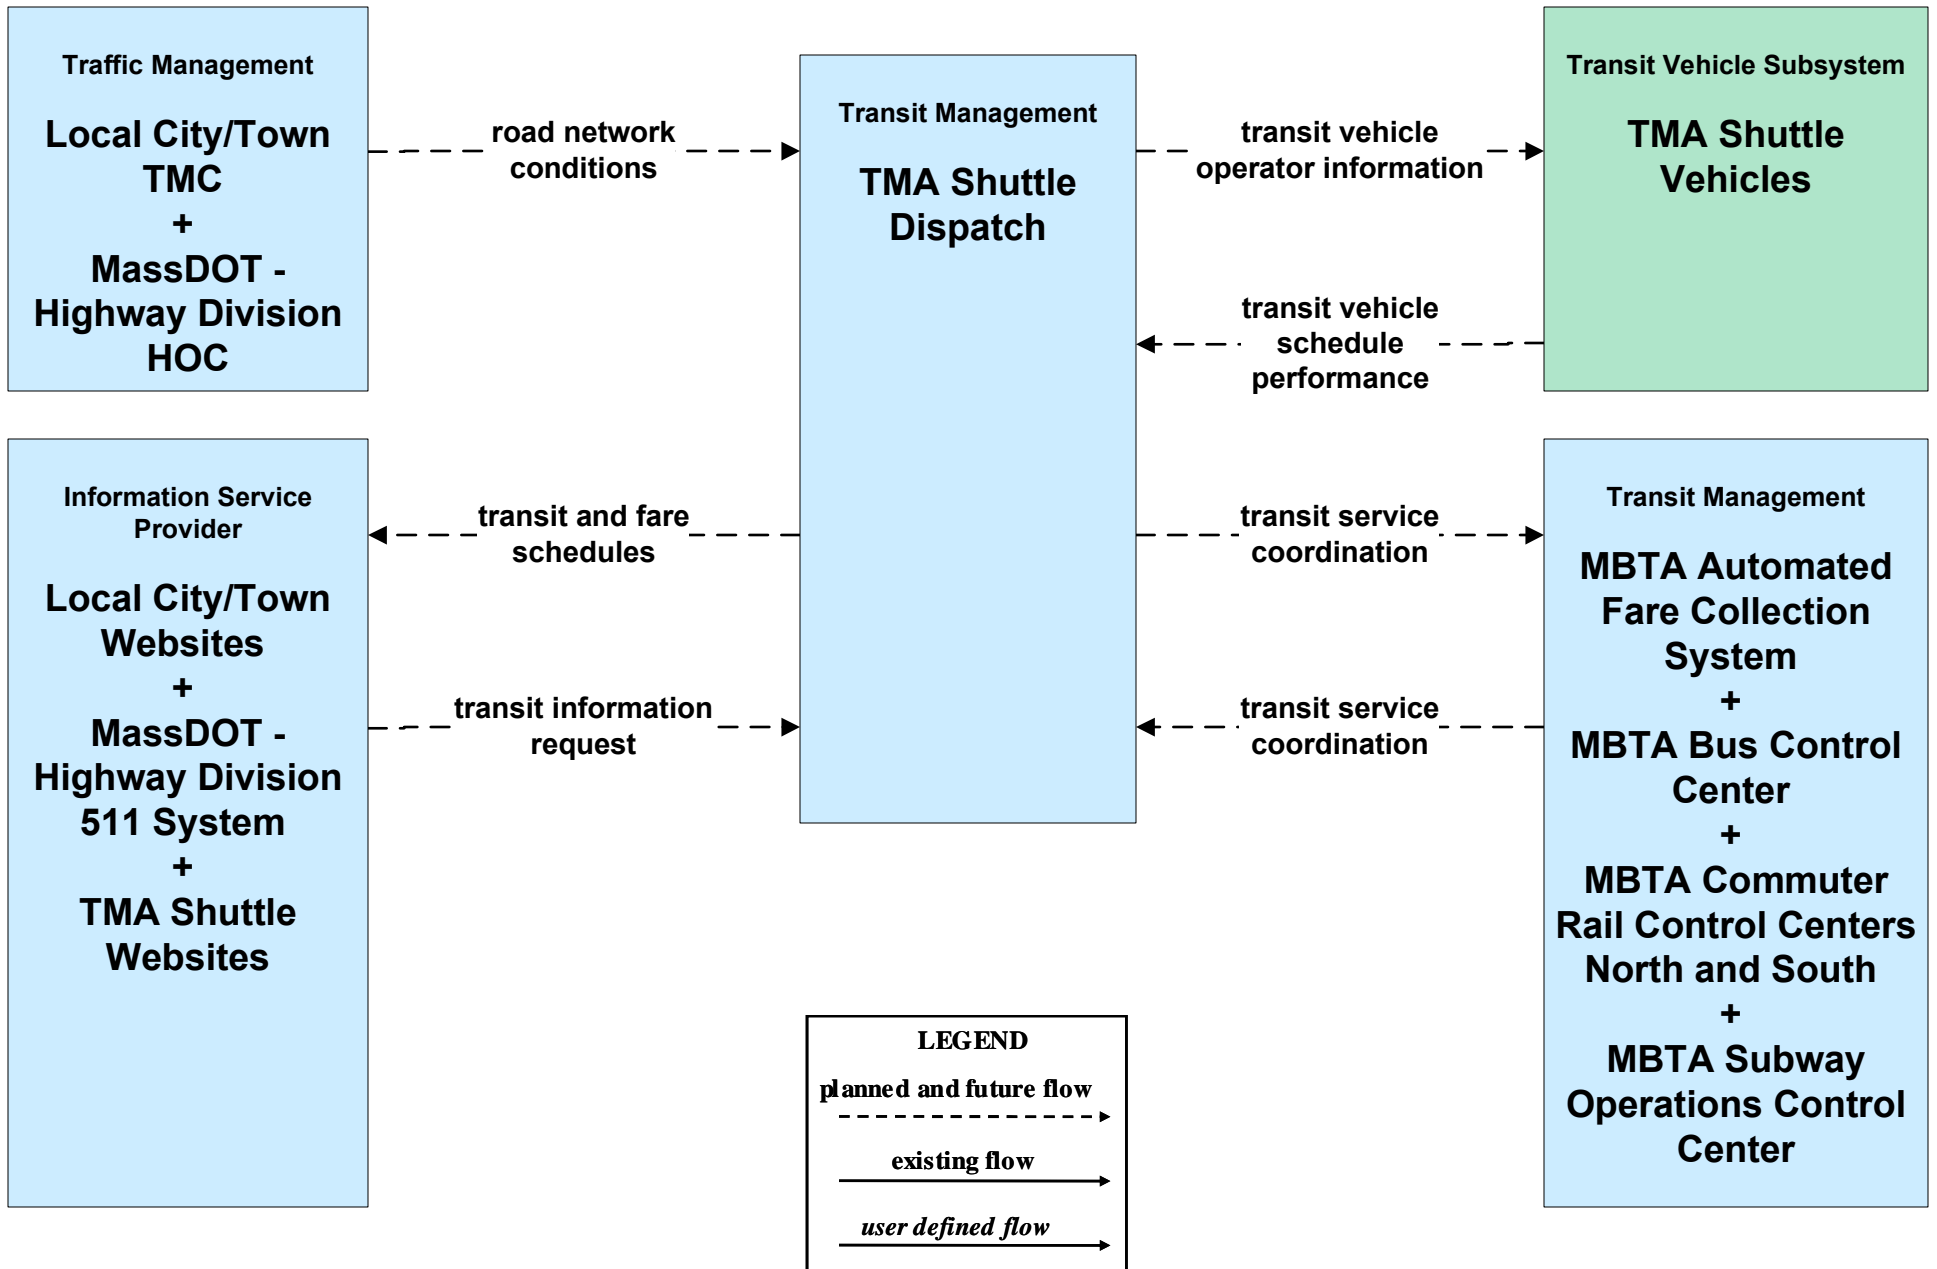 Traffic Management
Local City/Town
TMC
+
MassDOT -
Highway Division
HOC
road network
conditions
Transit Management
TMA Shuttle
Dispatch
transit vehicle
operator information
Transit Vehicle Subsystem
TMA Shuttle
Vehicles
transit vehicle
schedule
performance
Information Service
Provider
Local City/Town
Websites
+
MassDOT -
Highway Division
511 System
+
TMA Shuttle
Websites
transit and fare
schedules
transit information
request
transit service
coordination
transit service
coordination
Transit Management
MBTA Automated
Fare Collection
System
+
MBTA Bus Control
Center
+
MBTA Commuter
Rail Control Centers
North and South
+
MBTA Subway
Operations Control
Center
LEGEND
planned and future flow
existing flow
user defined flow